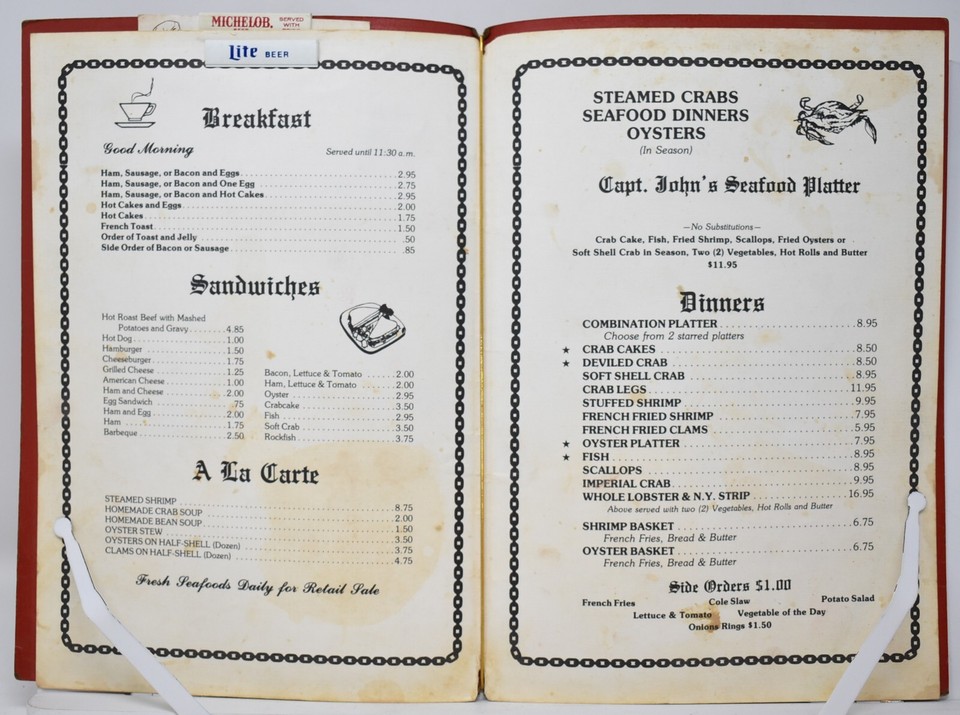 MICHELOB. SERVED WITH
Lite BEER
Breakfast
Good Morning Served until 11:30 a.m.
Ham, Sausage, or Bacon and Eggs 2.95
Ham, Sausage, or Bacon and One Egg 2.75
Ham, Sausage, or Bacon and Hot Cakes 2.95
Hot Cakes and Eggs 2.00
Hot Cakes 1.75
French Toast 1.50
Order of Toast and Jelly .50
Side Order of Bacon or Sausage .85
Sandwiches
Hot Roast Beef with Mashed
Potatoes and Gravy 4.85
Hot Dog 1.00
Hamburger 1.50
Cheeseburger 1.75
Grilled Cheese 1.25
American Cheese 1.00
Ham and Cheese 2.00
Egg Sandwich .75
Ham and Egg 2.00
Ham 1.75
Barbeque 2.50
Bacon, Lettuce & Tomato 2.00
Ham, Lettuce & Tomato 2.00
Oyster 2.95
Crabcake 3.50
Fish 2.95
Soft Crab 3.50
Rockfish 3.75
A La Carte
STEAMED SHRIMP 8.75
HOMEMADE CRAB SOUP 2.00
HOMEMADE BEAN SOUP 1.50
OYSTER STEW 3.50
OYSTERS ON HALF-SHELL (Dozen) 3.75
CLAMS ON HALF-SHELL (Dozen) 4.75
Fresh Seafoods Daily for Retail Sale
STEAMED CRABS
SEAFOOD DINNERS
OYSTERS
(In Season)
Capt. John's Seafood Platter
—No Substitutions—
Crab Cake, Fish, Fried Shrimp, Scallops, Fried Oysters or
Soft Shell Crab in Season, Two (2) Vegetables, Hot Rolls and Butter
$11.95
Dinners
COMBINATION PLATTER 8.95
Choose from 2 starred platters
★ CRAB CAKES 8.50
★ DEVILED CRAB 8.50
SOFT SHELL CRAB 8.95
CRAB LEGS 11.95
STUFFED SHRIMP 9.95
FRENCH FRIED SHRIMP 7.95
FRENCH FRIED CLAMS 5.95
★ OYSTER PLATTER 7.95
★ FISH 8.95
SCALLOPS 8.95
IMPERIAL CRAB 9.95
WHOLE LOBSTER & N.Y. STRIP 16.95
Above served with two (2) Vegetables, Hot Rolls and Butter
SHRIMP BASKET 6.75
French Fries, Bread & Butter
OYSTER BASKET 6.75
French Fries, Bread & Butter
Side Orders $1.00
French Fries Cole Slaw Potato Salad
Lettuce & Tomato Vegetable of the Day
Onions Rings $1.50